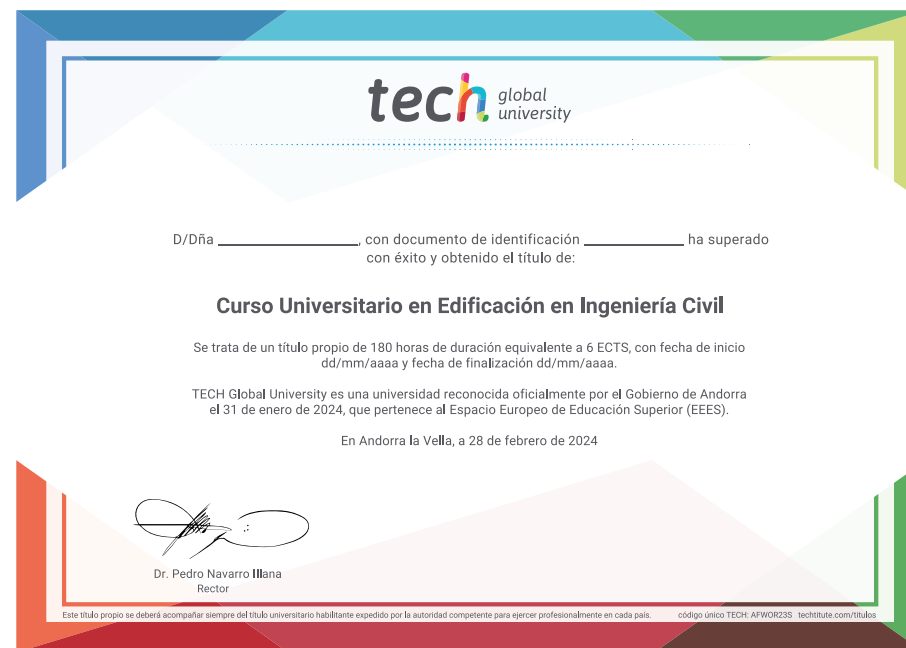 tech global university
D/Dña ____________________, con documento de identificación ______________ ha superado
con éxito y obtenido el título de:
Curso Universitario en Edificación en Ingeniería Civil
Se trata de un título propio de 180 horas de duración equivalente a 6 ECTS, con fecha de inicio
dd/mm/aaaa y fecha de finalización dd/mm/aaaa.
TECH Global University es una universidad reconocida oficialmente por el Gobierno de Andorra
el 31 de enero de 2024, que pertenece al Espacio Europeo de Educación Superior (EEES).
En Andorra la Vella, a 28 de febrero de 2024
Dr. Pedro Navarro Illana
Rector
Este título propio se deberá acompañar siempre del título universitario habilitante expedido por la autoridad competente para ejercer profesionalmente en cada país. código único TECH: AFWOR23S techtitute.com/titulos